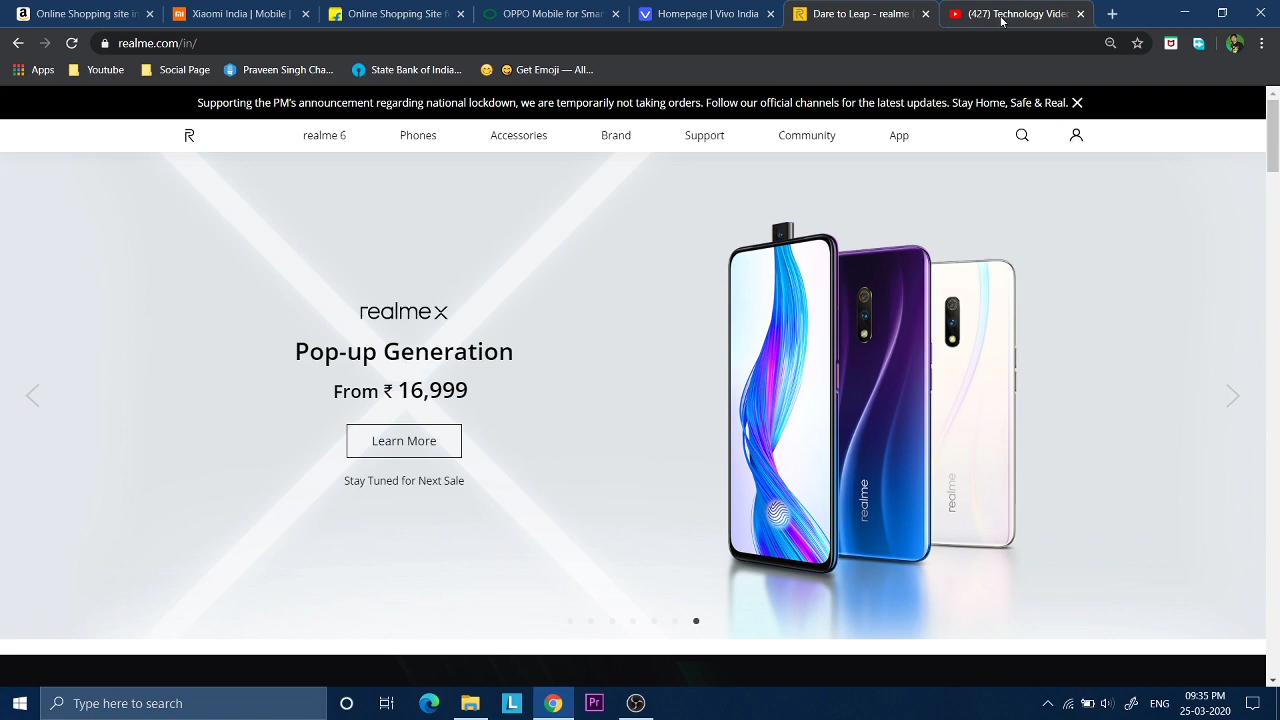 Online Shopping site in
Xiaomi India | Mobile |
Online Shopping Site f
OPPO Mobile for Smar
Homepage | Vivo India
Dare to Leap - realme (
(427) Technology Video
realme.com/in/
Apps
Youtube
Social Page
Praveen Singh Cha...
State Bank of India...
Get Emoji — All...
Supporting the PM's announcement regarding national lockdown, we are temporarily not taking orders. Follow our official channels for the latest updates. Stay Home, Safe & Real.
realme 6
Phones
Accessories
Brand
Support
Community
App
realme X
Pop-up Generation
From ₹ 16,999
Learn More
Stay Tuned for Next Sale
realme
realme
Type here to search
L
Pr
ENG
09:35 PM
25-03-2020